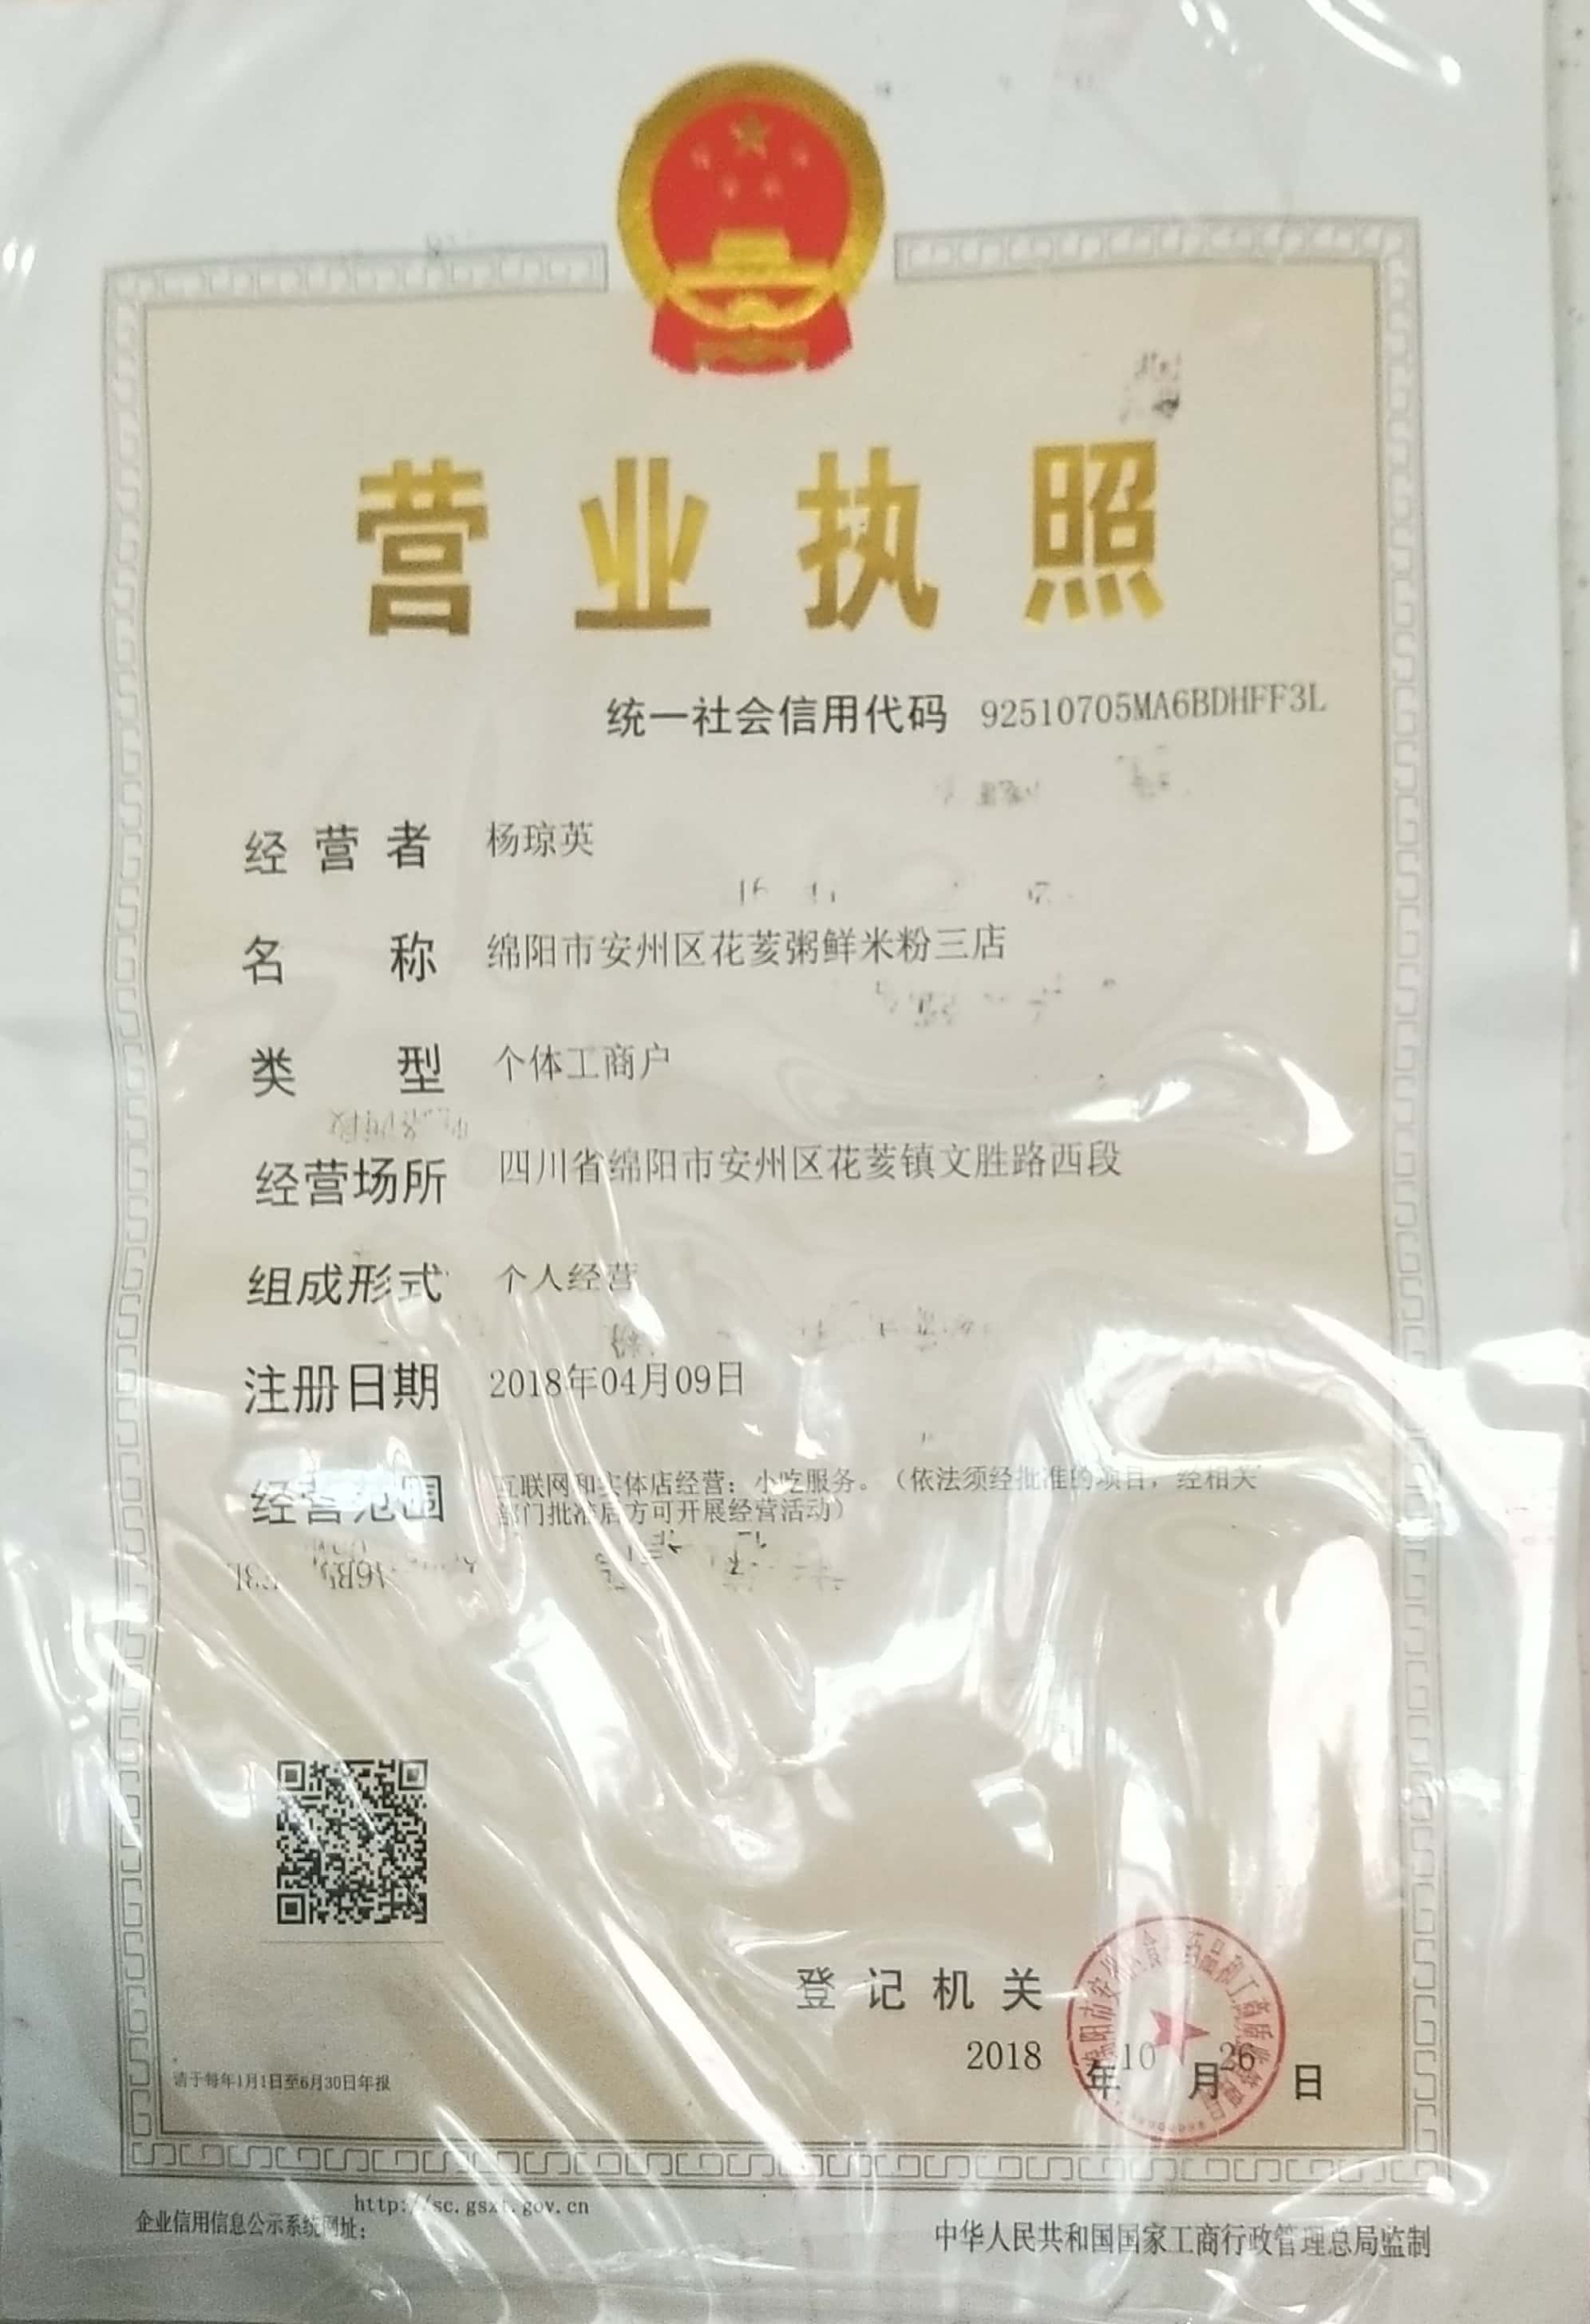 营业执照
统一社会信用代码 92510705MA6BDHFF3L
经营者 杨琼英
名称 绵阳市安州区花荄粥鲜米粉三店
类型 个体工商户
经营场所 四川省绵阳市安州区花荄镇文胜路西段
组成形式 个人经营
注册日期 2018年04月09日
经营范围 互联网和实体店经营：小吃服务。（依法须经批准的项目，经相关
部门批准后方可开展经营活动）
登记机关
2018年10月26日
请于每年1月1日至6月30日年报
http://sc.gsxt.gov.cn
企业信用信息公示系统网址：
中华人民共和国国家工商行政管理总局监制